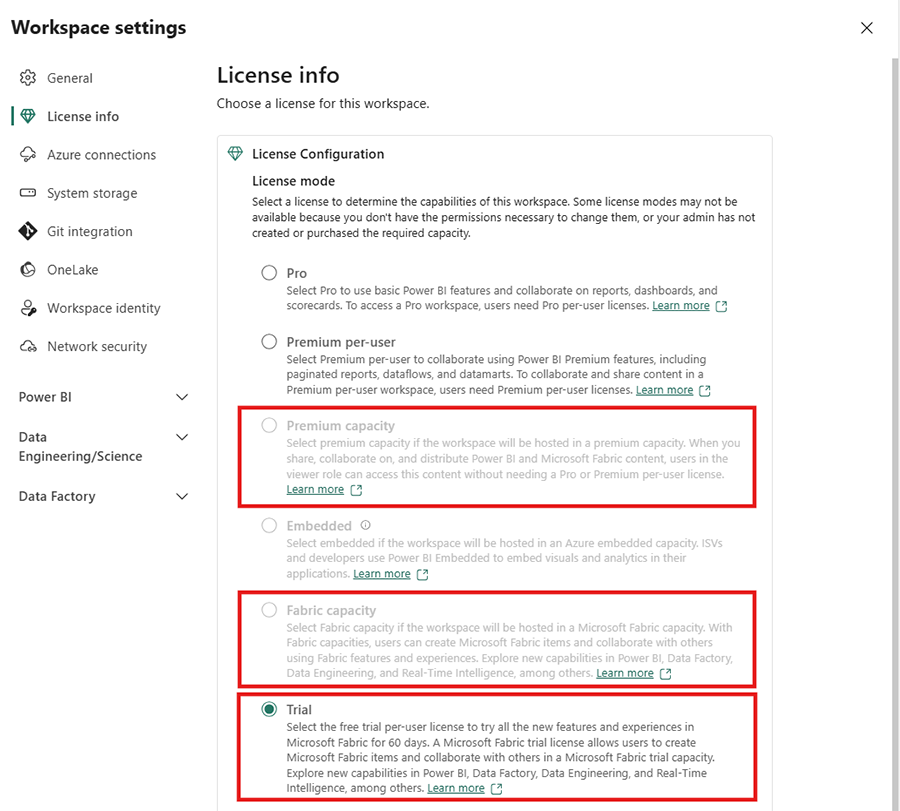 Workspace settings
General
License info
Azure connections
System storage
Git integration
OneLake
Workspace identity
Network security
Power BI
Data
Engineering/Science
Data Factory
License info
Choose a license for this workspace.
License Configuration
License mode
Select a license to determine the capabilities of this workspace. Some license modes may not be
available because you don't have the permissions necessary to change them, or your admin has not
created or purchased the required capacity.
Pro
Select Pro to use basic Power BI features and collaborate on reports, dashboards, and
scorecards. To access a Pro workspace, users need Pro per-user licenses. Learn more
Premium per-user
Select Premium per-user to collaborate using Power BI Premium features, including
paginated reports, dataflows, and datamarts. To collaborate and share content in a
Premium per-user workspace, users need Premium per-user licenses. Learn more
Premium capacity
Select premium capacity if the workspace will be hosted in a premium capacity. When you
share, collaborate on, and distribute Power BI and Microsoft Fabric content, users in the
viewer role can access this content without needing a Pro or Premium per-user license.
Learn more
Embedded
Select embedded if the workspace will be hosted in an Azure embedded capacity. ISVs
and developers use Power BI Embedded to embed visuals and analytics in their
applications. Learn more
Fabric capacity
Select Fabric capacity if the workspace will be hosted in a Microsoft Fabric capacity. With
Fabric capacities, users can create Microsoft Fabric items and collaborate with others
using Fabric features and experiences. Explore new capabilities in Power BI, Data Factory,
Data Engineering, and Real-Time Intelligence, among others. Learn more
Trial
Select the free trial per-user license to try all the new features and experiences in
Microsoft Fabric for 60 days. A Microsoft Fabric trial license allows users to create
Microsoft Fabric items and collaborate with others in a Microsoft Fabric trial capacity.
Explore new capabilities in Power BI, Data Factory, Data Engineering, and Real-Time
Intelligence, among others. Learn more